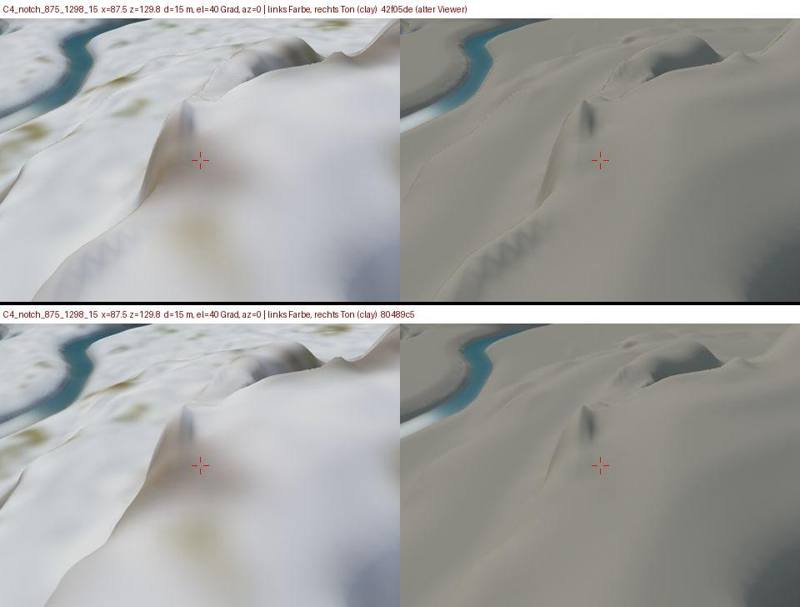 C4_notch_875_1298_15 x=87.5 z=129.8 d=15 m, el=40 Grad, az=0 | links Farbe, rechts Ton (clay) 42f05de (alter Viewer)
C4_notch_875_1298_15 x=87.5 z=129.8 d=15 m, el=40 Grad, az=0 | links Farbe, rechts Ton (clay) 80489c5